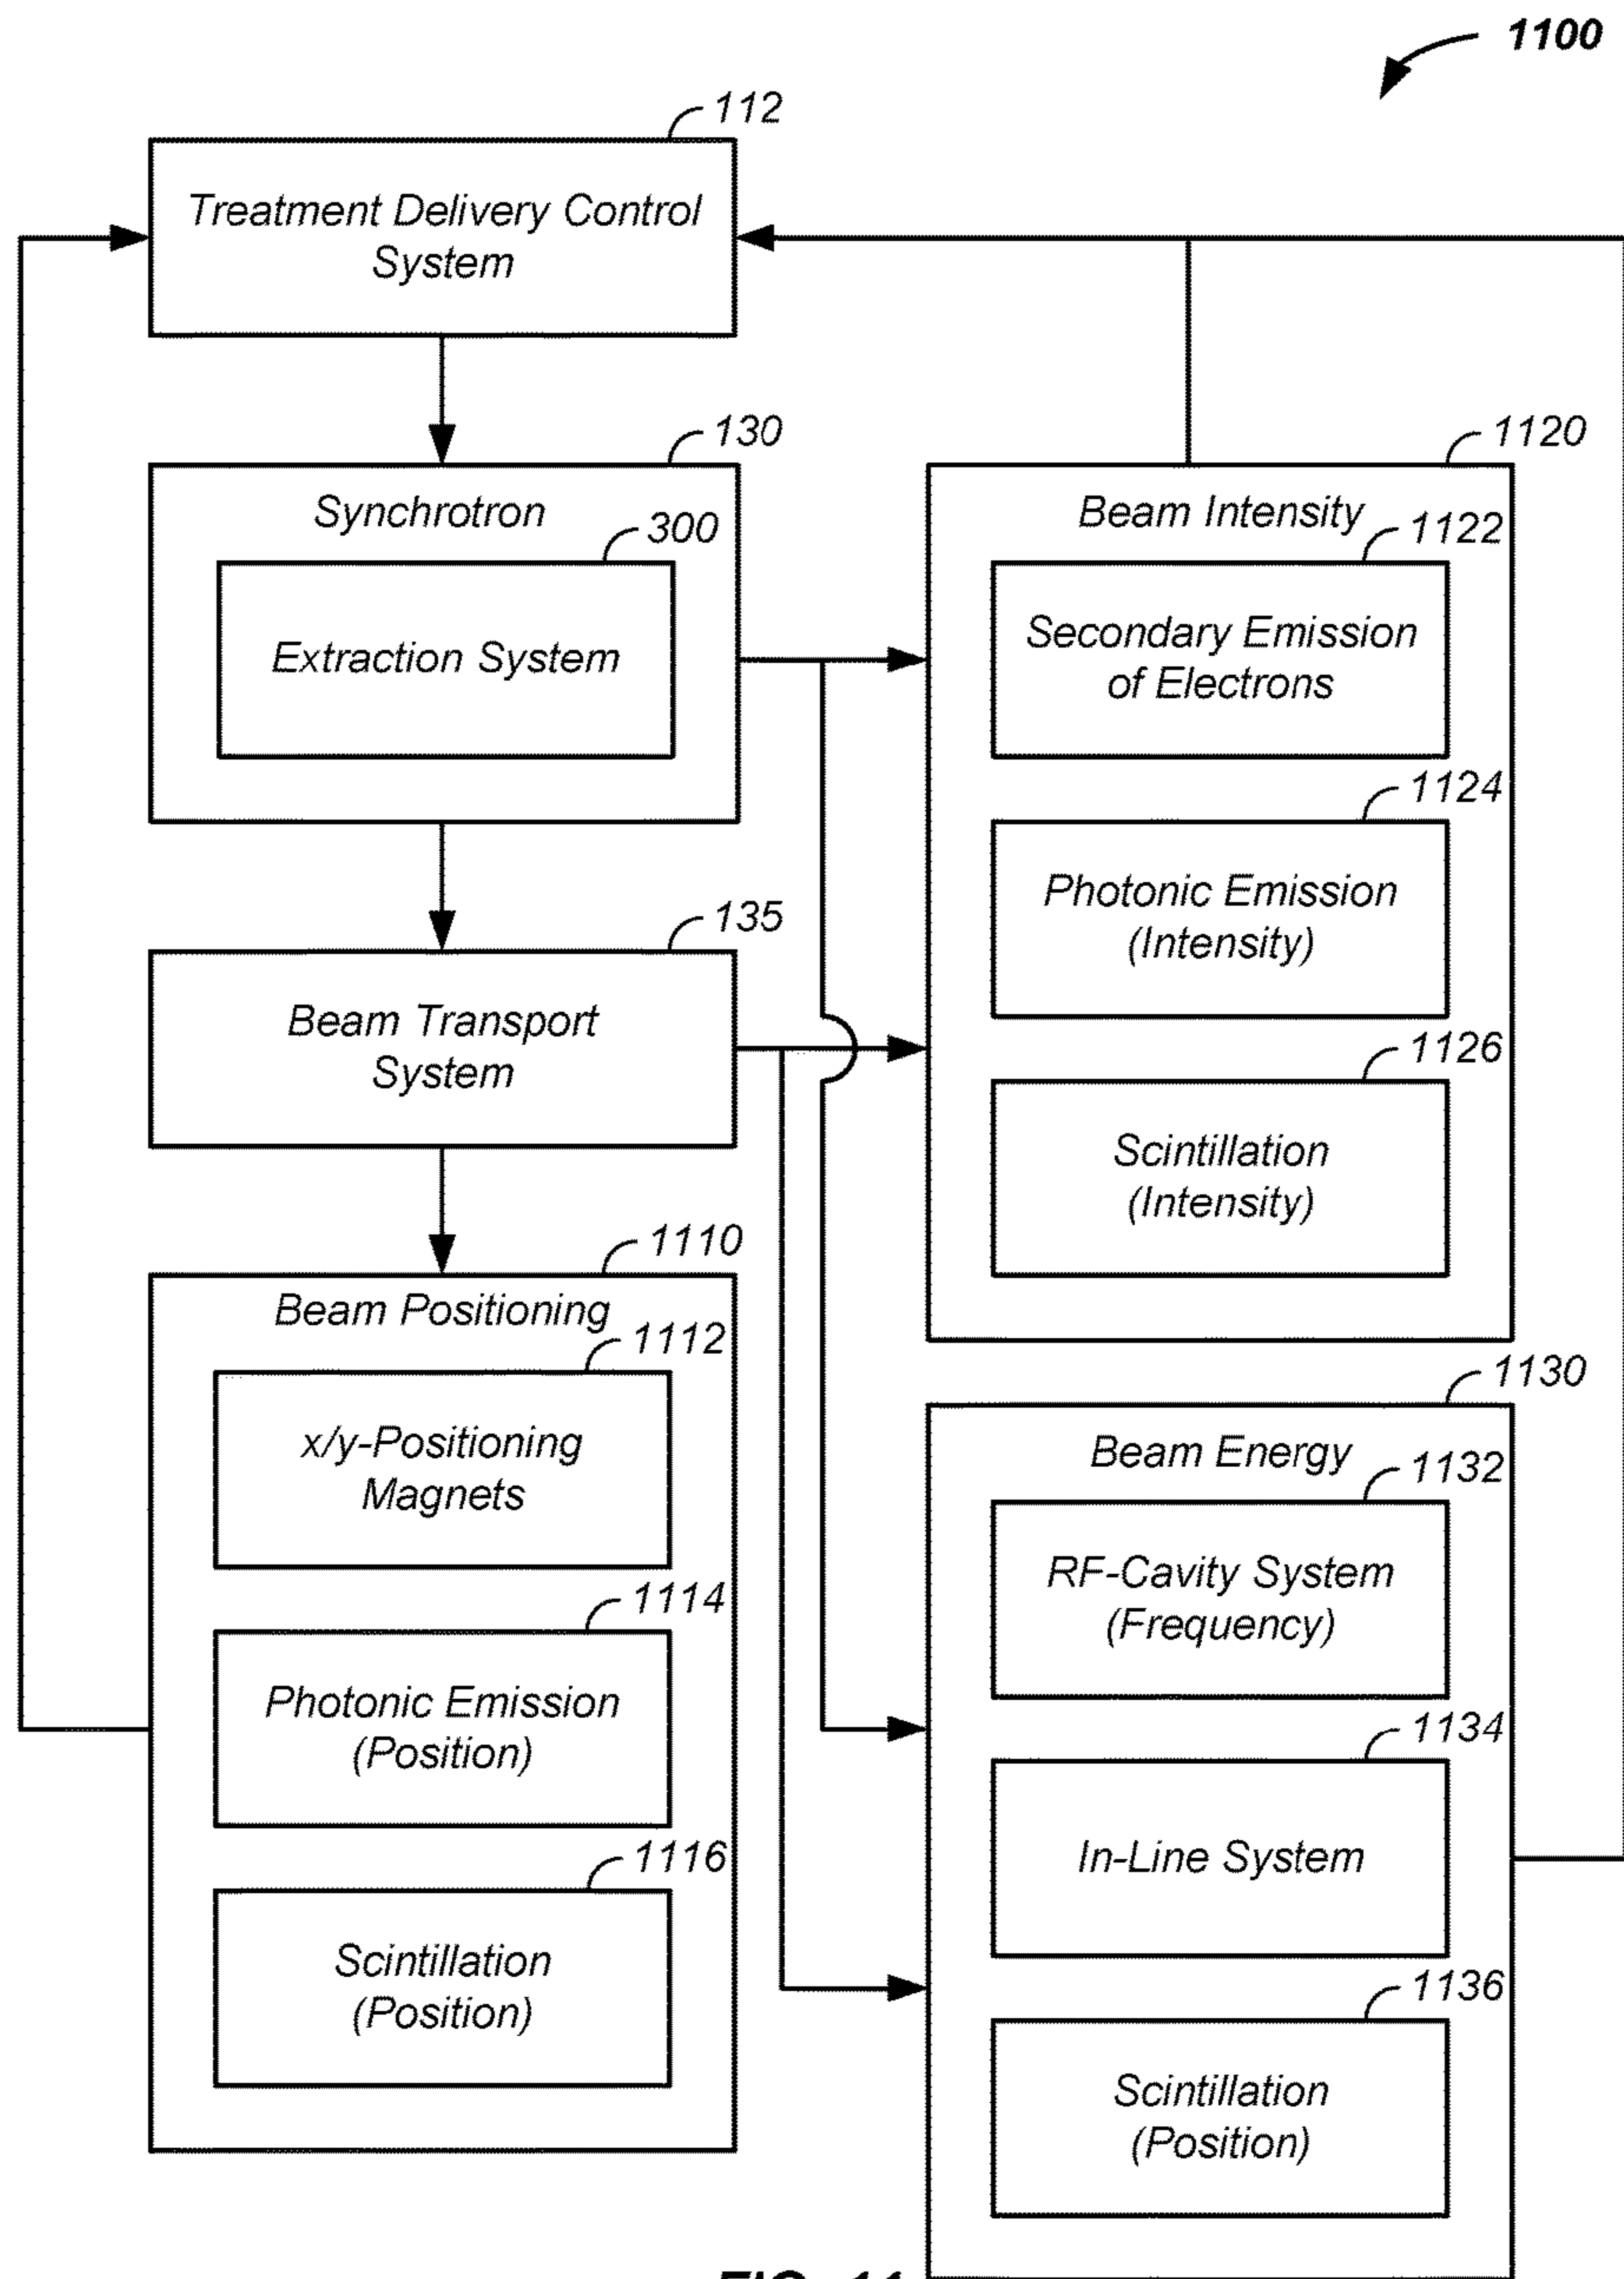 1100
112
Treatment Delivery Control
System
130
Synchrotron
300
Extraction System
135
Beam Transport
System
1110
Beam Positioning
1112
x/y-Positioning
Magnets
1114
Photonic Emission
(Position)
1116
Scintillation
(Position)
1120
Beam Intensity
1122
Secondary Emission
of Electrons
1124
Photonic Emission
(Intensity)
1126
Scintillation
(Intensity)
1130
Beam Energy
1132
RF-Cavity System
(Frequency)
1134
In-Line System
1136
Scintillation
(Position)
FIG. 11